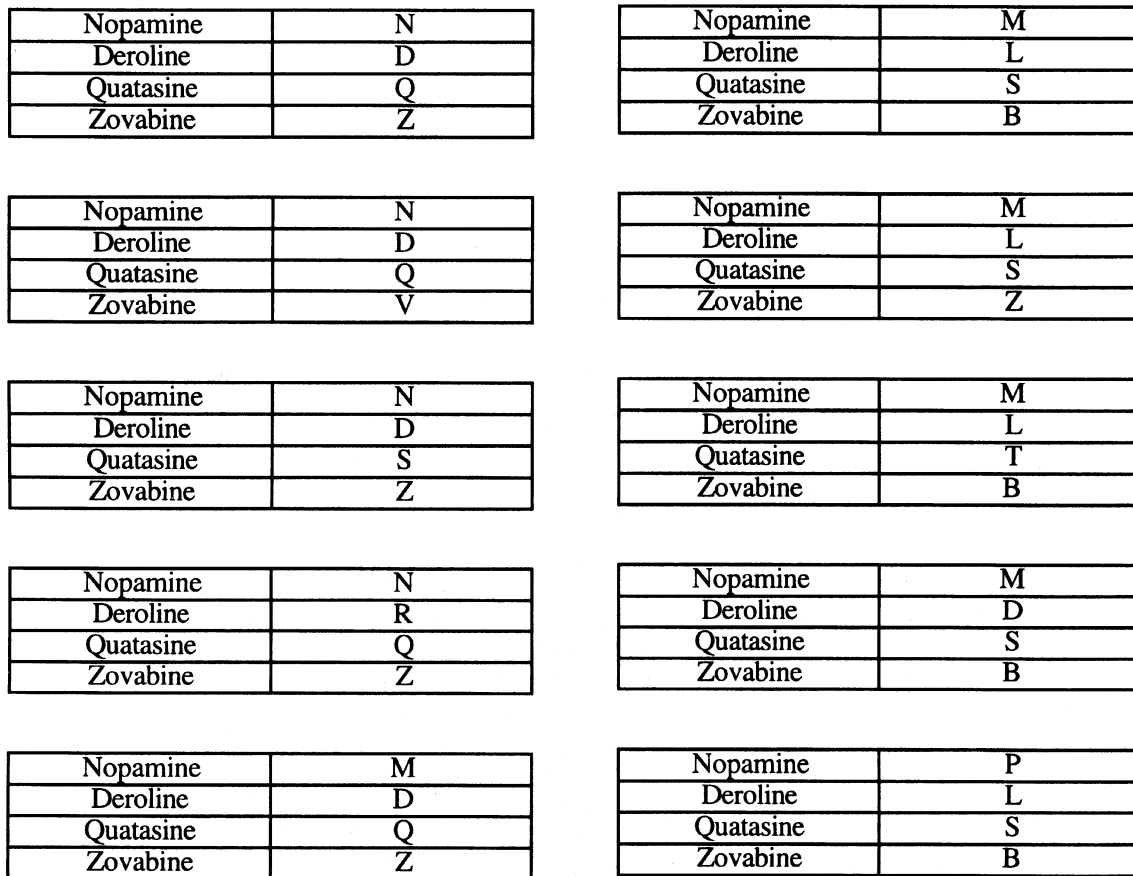 Nopamine N
Deroline D
Quatasine Q
Zovabine Z
Nopamine M
Deroline L
Quatasine S
Zovabine B
Nopamine N
Deroline D
Quatasine Q
Zovabine V
Nopamine M
Deroline L
Quatasine S
Zovabine Z
Nopamine N
Deroline D
Quatasine S
Zovabine Z
Nopamine M
Deroline L
Quatasine T
Zovabine B
Nopamine N
Deroline R
Quatasine Q
Zovabine Z
Nopamine M
Deroline D
Quatasine S
Zovabine B
Nopamine M
Deroline D
Quatasine Q
Zovabine Z
Nopamine P
Deroline L
Quatasine S
Zovabine B